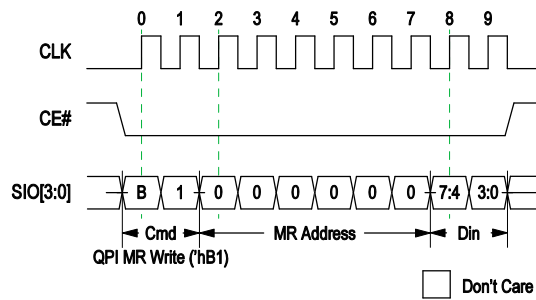 0 1 2 3 4 5 6 7 8 9
CLK
CE#
SIO[3:0] B 1 0 0 0 0 0 0 7:4 3:0
Cmd MR Address Din
QPI MR Write ('hB1)
Don't Care